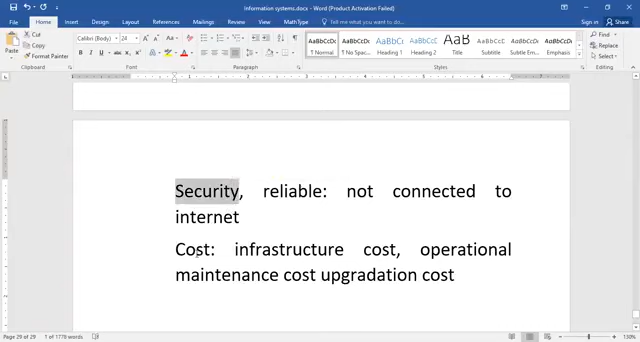 Information systems.docx - Word (Product Activation Failed)
File Home Insert Design Layout References Mailings Review View MathType Tell me what you want to do... Sign in Share
Cut
Copy
Format Painter
Paste
Calibri (Body) 24
AaBbCcDc AaBbCcDc AaBbCc AaBbCcD AaB AaBbCcD AaBbCcDc AaBbCcDc
¶ Normal ¶ No Spac... Heading 1 Heading 2 Title Subtitle Subtle Em... Emphasis
Find
Replace
Select
Clipboard Font Paragraph Styles Editing
Security, reliable: not connected to
internet
Cost: infrastructure cost, operational
maintenance cost upgradation cost
Page 29 of 29 1 of 1778 words 130%